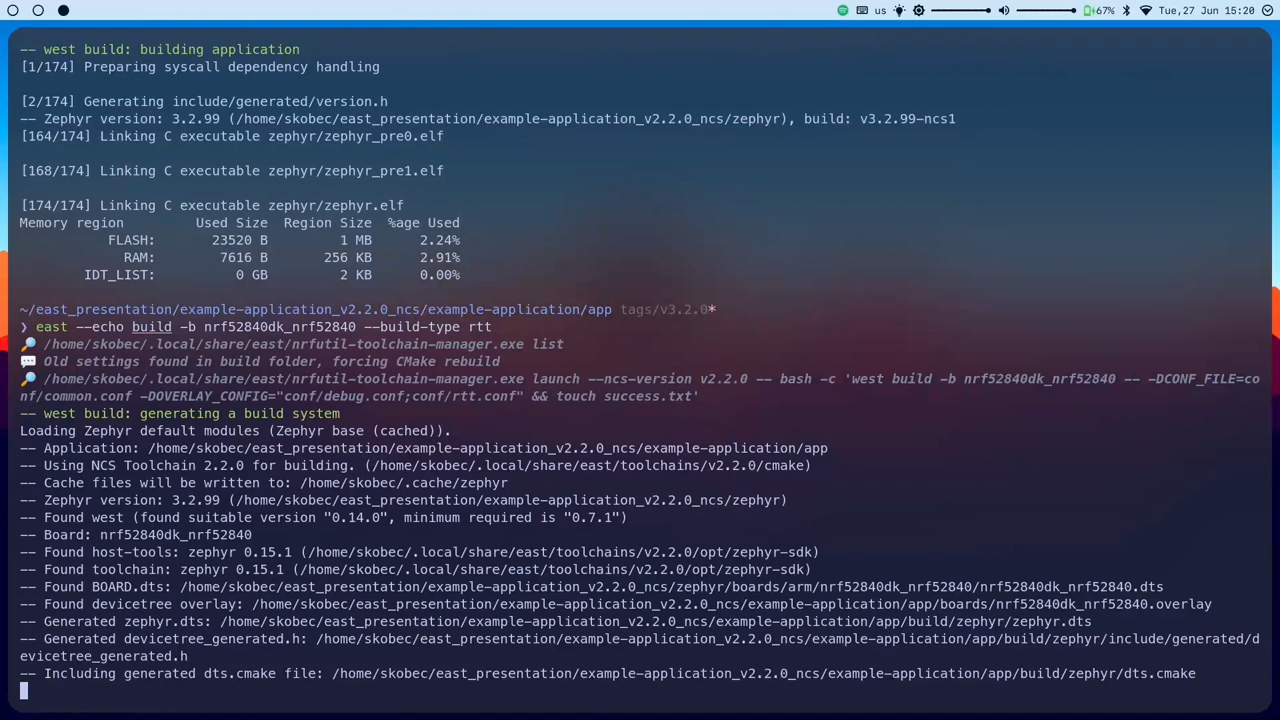 us
67%
Tue,27 Jun 15:20
-- west build: building application
[1/174] Preparing syscall dependency handling
[2/174] Generating include/generated/version.h
-- Zephyr version: 3.2.99 (/home/skobec/east_presentation/example-application_v2.2.0_ncs/zephyr), build: v3.2.99-ncs1
[164/174] Linking C executable zephyr/zephyr_pre0.elf
[168/174] Linking C executable zephyr/zephyr_pre1.elf
[174/174] Linking C executable zephyr/zephyr.elf
Memory region         Used Size  Region Size  %age Used
           FLASH:       23520 B         1 MB      2.24%
             RAM:        7616 B       256 KB      2.91%
        IDT_LIST:          0 GB         2 KB      0.00%
~/east_presentation/example-application_v2.2.0_ncs/example-application/app tags/v3.2.0*
❯ east --echo build -b nrf52840dk_nrf52840 --build-type rtt
🔎 /home/skobec/.local/share/east/nrfutil-toolchain-manager.exe list
💬 Old settings found in build folder, forcing CMake rebuild
🔎 /home/skobec/.local/share/east/nrfutil-toolchain-manager.exe launch --ncs-version v2.2.0 -- bash -c 'west build -b nrf52840dk_nrf52840 -- -DCONF_FILE=co
nf/common.conf -DOVERLAY_CONFIG="conf/debug.conf;conf/rtt.conf" && touch success.txt'
-- west build: generating a build system
Loading Zephyr default modules (Zephyr base (cached)).
-- Application: /home/skobec/east_presentation/example-application_v2.2.0_ncs/example-application/app
-- Using NCS Toolchain 2.2.0 for building. (/home/skobec/.local/share/east/toolchains/v2.2.0/cmake)
-- Cache files will be written to: /home/skobec/.cache/zephyr
-- Zephyr version: 3.2.99 (/home/skobec/east_presentation/example-application_v2.2.0_ncs/zephyr)
-- Found west (found suitable version "0.14.0", minimum required is "0.7.1")
-- Board: nrf52840dk_nrf52840
-- Found host-tools: zephyr 0.15.1 (/home/skobec/.local/share/east/toolchains/v2.2.0/opt/zephyr-sdk)
-- Found toolchain: zephyr 0.15.1 (/home/skobec/.local/share/east/toolchains/v2.2.0/opt/zephyr-sdk)
-- Found BOARD.dts: /home/skobec/east_presentation/example-application_v2.2.0_ncs/zephyr/boards/arm/nrf52840dk_nrf52840/nrf52840dk_nrf52840.dts
-- Found devicetree overlay: /home/skobec/east_presentation/example-application_v2.2.0_ncs/example-application/app/boards/nrf52840dk_nrf52840.overlay
-- Generated zephyr.dts: /home/skobec/east_presentation/example-application_v2.2.0_ncs/example-application/app/build/zephyr/zephyr.dts
-- Generated devicetree_generated.h: /home/skobec/east_presentation/example-application_v2.2.0_ncs/example-application/app/build/zephyr/include/generated/d
evicetree_generated.h
-- Including generated dts.cmake file: /home/skobec/east_presentation/example-application_v2.2.0_ncs/example-application/app/build/zephyr/dts.cmake